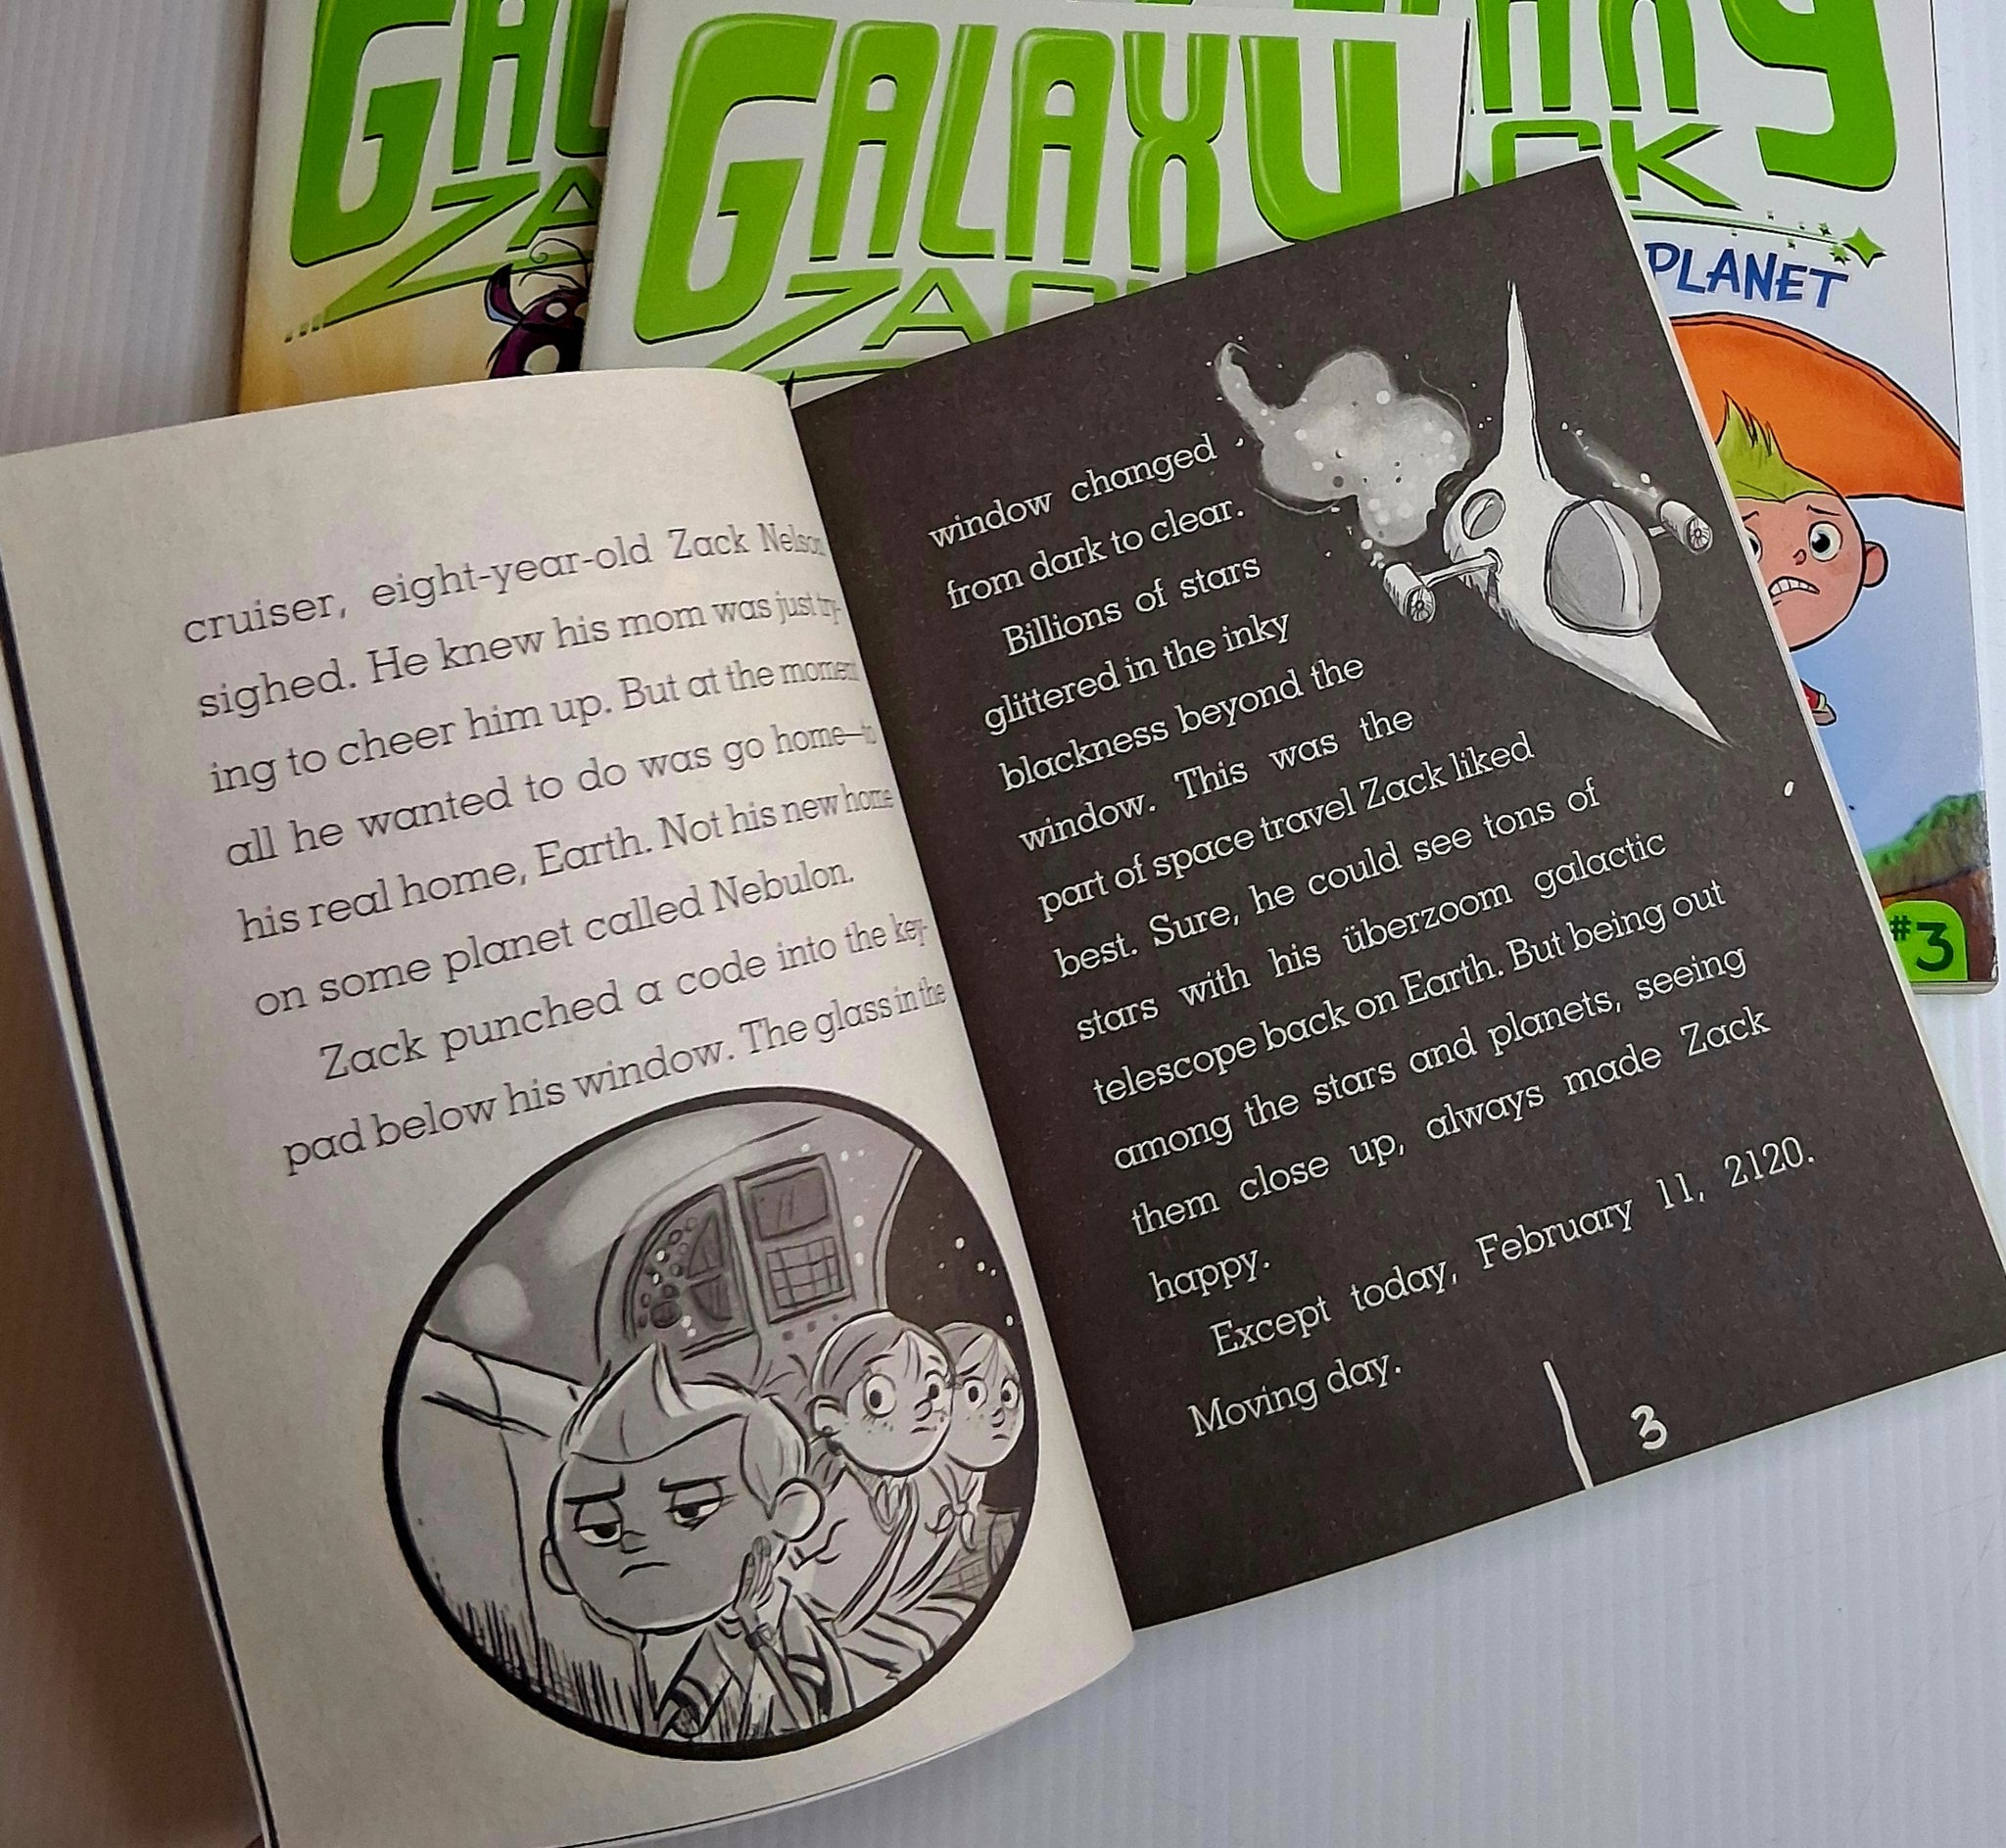 GALAXY
ZA
GALAXY
PLANET
#3
cruiser, eight-year-old Zack Nelson
sighed. He knew his mom was just try-
ing to cheer him up. But at the moment
all he wanted to do was go home—to
his real home, Earth. Not his new home
on some planet called Nebulon.
Zack punched a code into the key-
pad below his window. The glass in the
window changed
from dark to clear.
Billions of stars
glittered in the inky
blackness beyond the
window. This was the
part of space travel Zack liked
best. Sure, he could see tons of
stars with his überzoom galactic
telescope back on Earth. But being out
among the stars and planets, seeing
them close up, always made Zack
happy.
Except today, February 11, 2120.
Moving day.
3